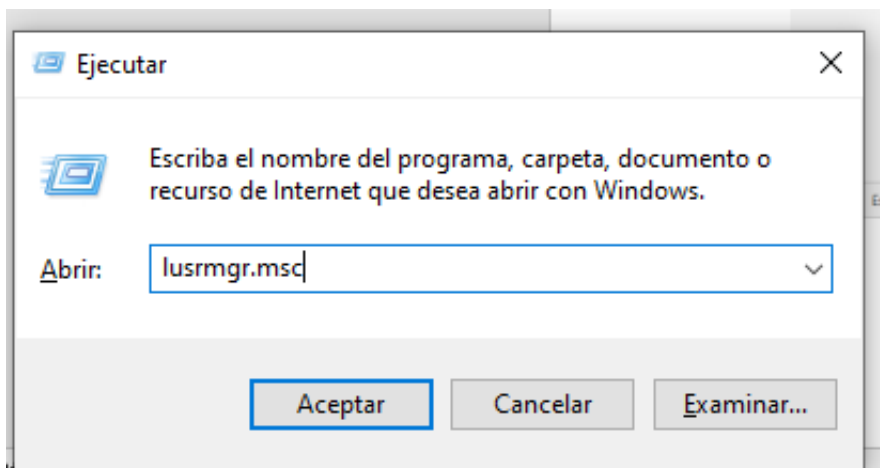 Ejecutar
Escriba el nombre del programa, carpeta, documento o
recurso de Internet que desea abrir con Windows.
Abrir:
lusrmgr.msc
Aceptar
Cancelar
Examinar...